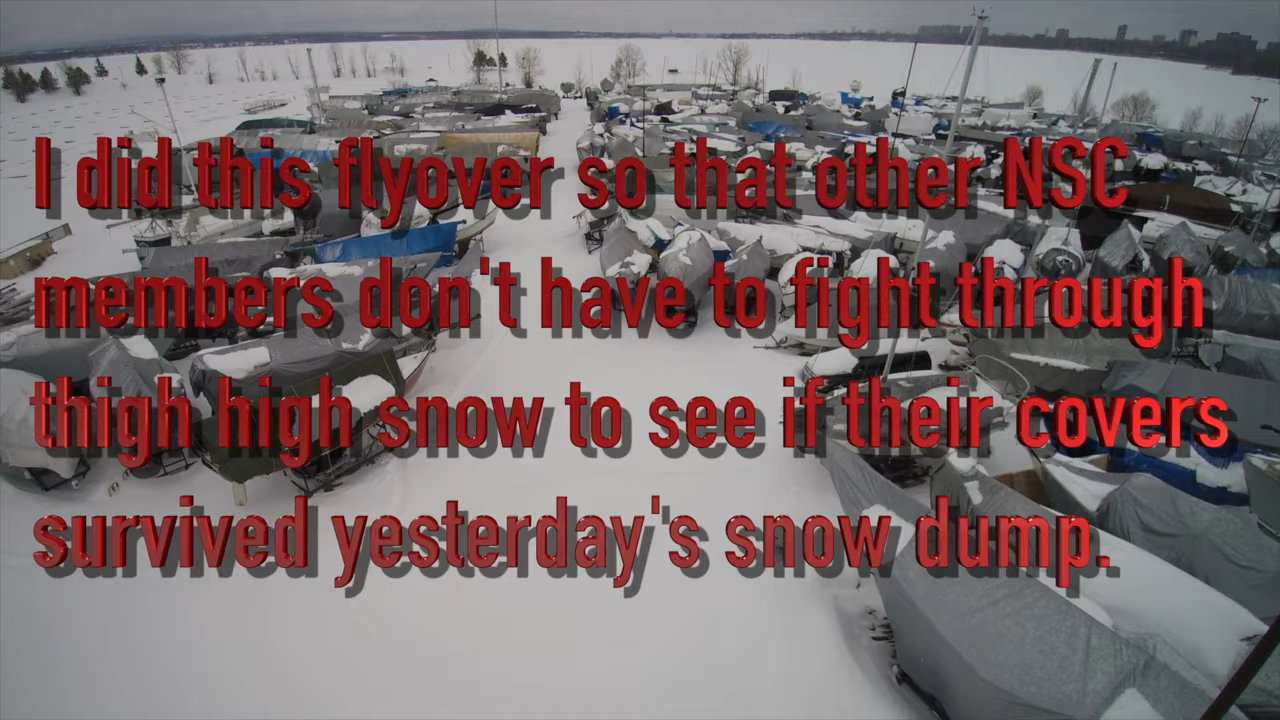 I did this flyover so that other NSC
members don't have to fight through
thigh high snow to see if their covers
survived yesterday's snow dump.